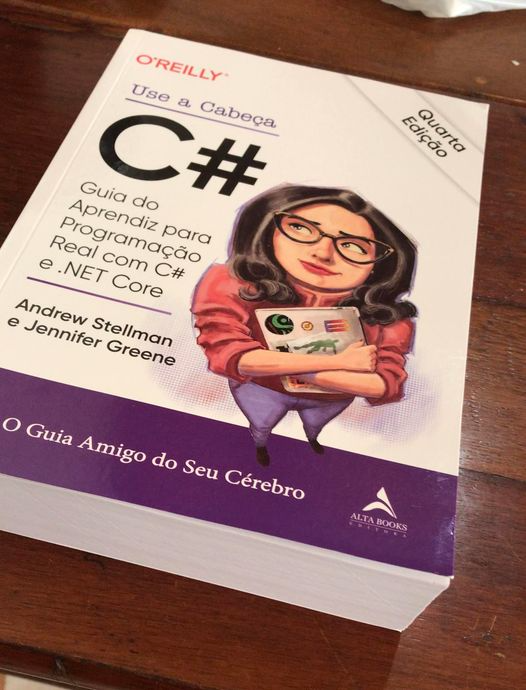 O'REILLY®
Use a Cabeça
C#
Quarta
Edição
Guia do
Aprendiz para
Programação
Real com C#
e .NET Core
Andrew Stellman
e Jennifer Greene
O Guia Amigo do Seu Cérebro
ALTA BOOKS
EDITORA